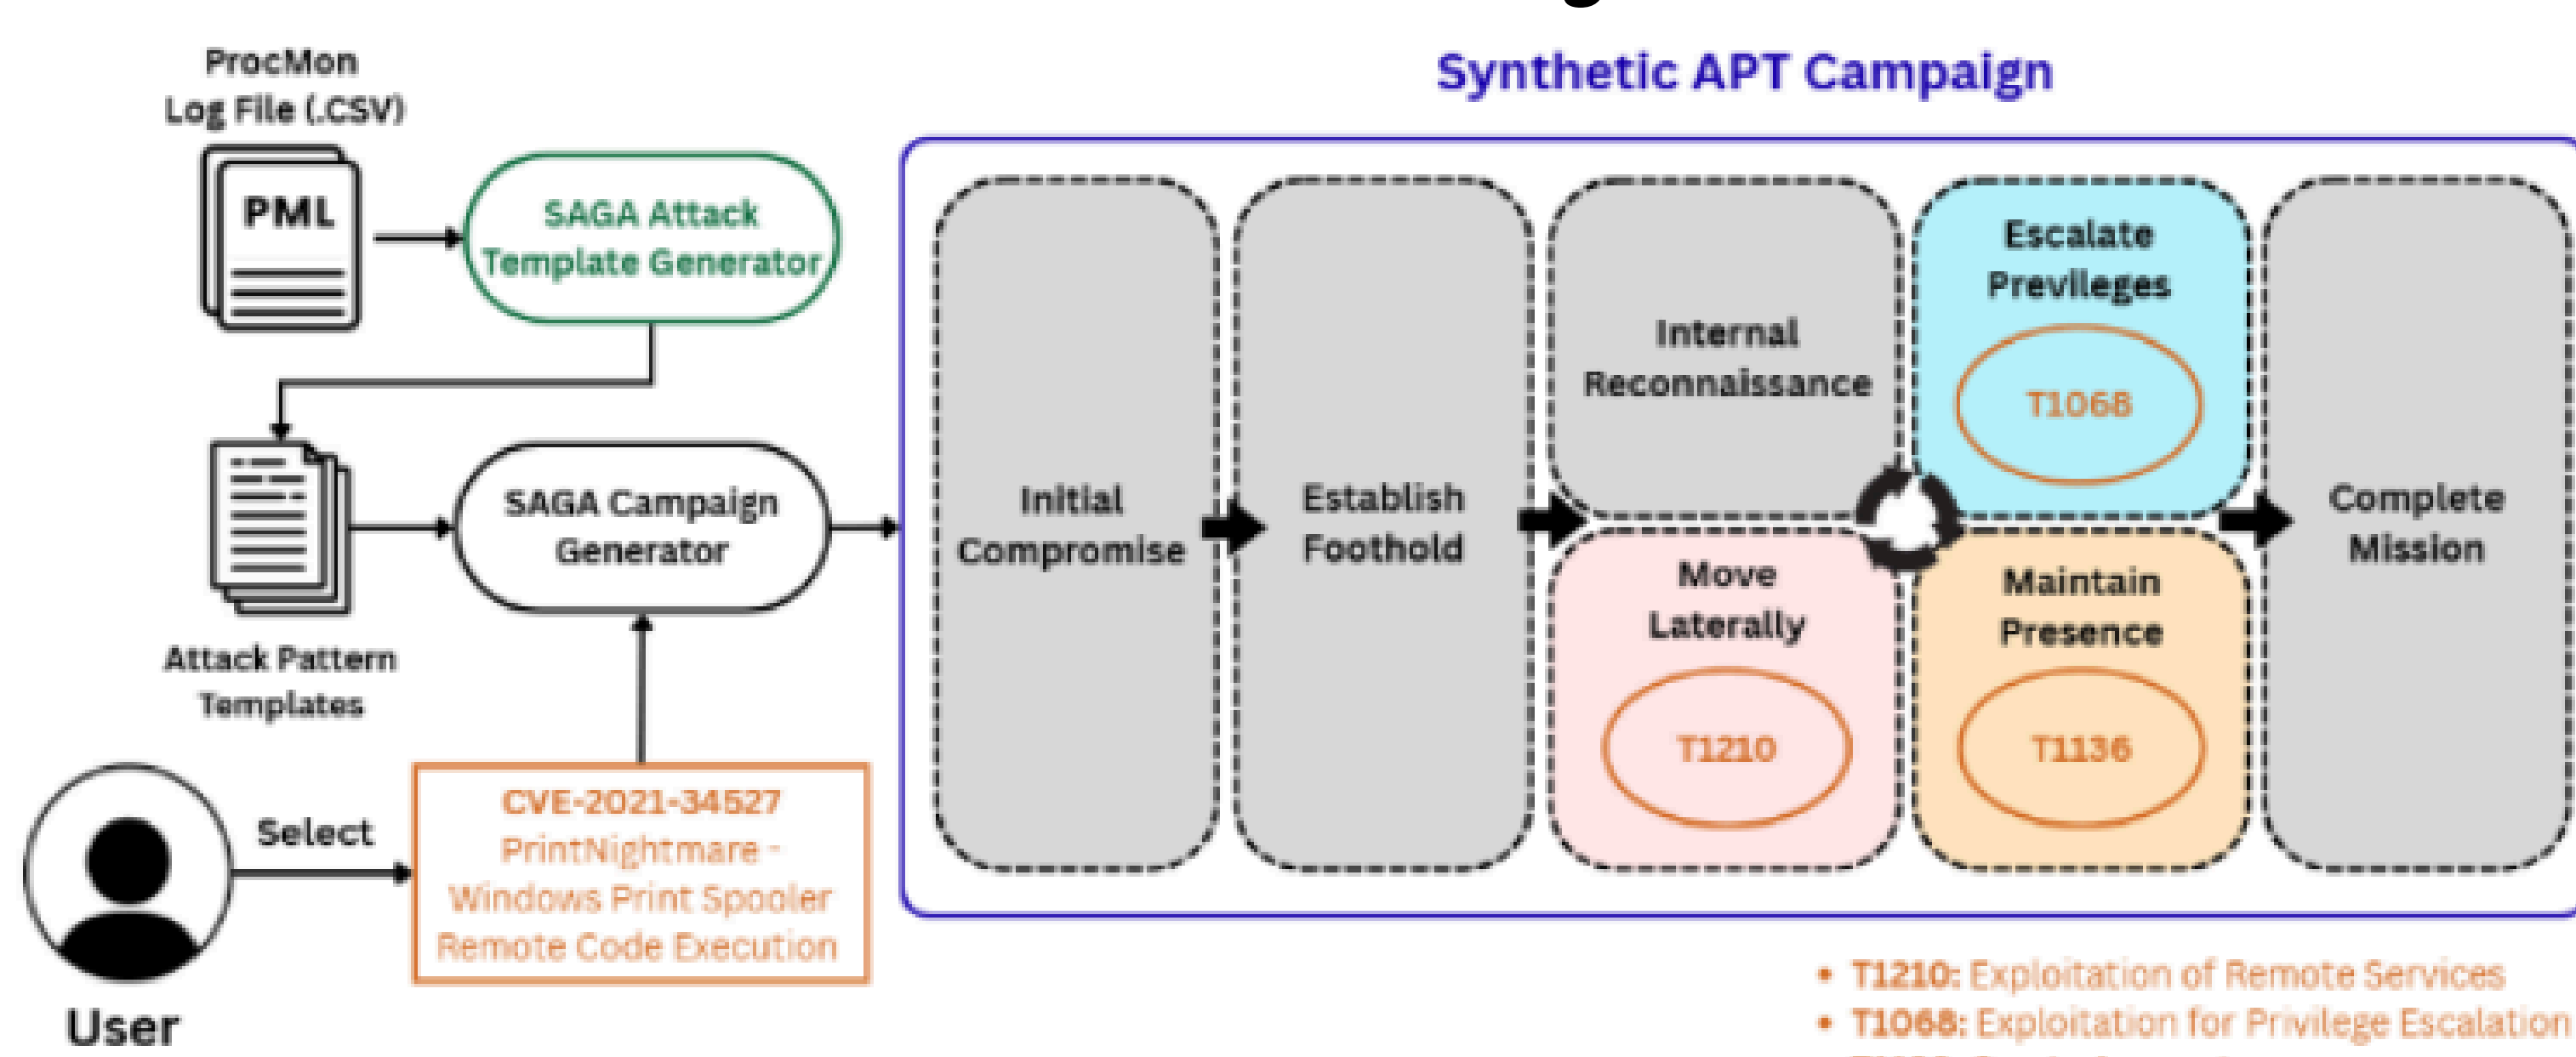 Synthetic APT Campaign
ProcMon
Log File (.CSV)
PML
SAGA Attack
Template Generator
SAGA Campaign
Generator
Attack Pattern
Templates
Select
User
CVE-2021-34527
PrintNightmare -
Windows Print Spooler
Remote Code Execution
Initial
Compromise
Establish
Foothold
Internal
Reconnaissance
Escalate
Previleges
T1068
Move
Laterally
T1210
Maintain
Presence
T1136
Complete
Mission
• T1210: Exploitation of Remote Services
• T1068: Exploitation for Privilege Escalation